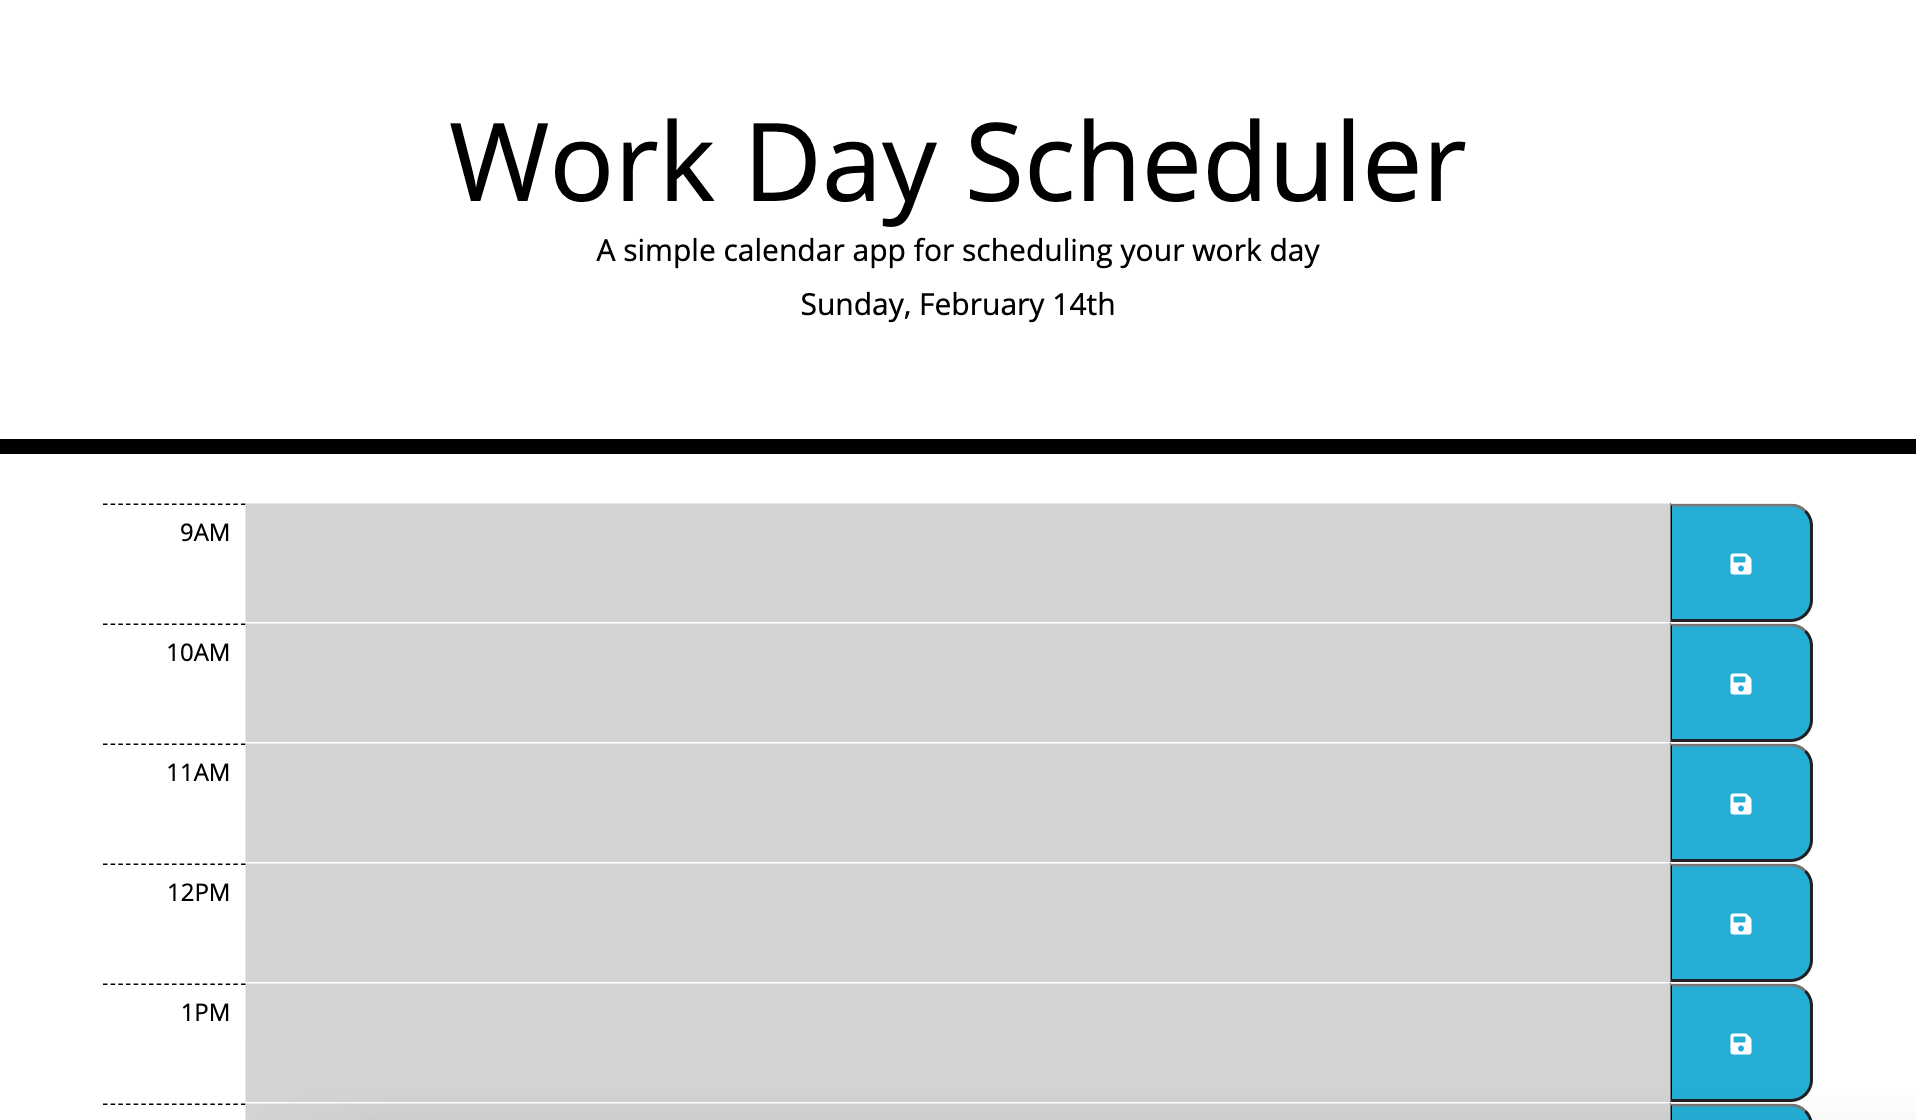 Work Day Scheduler
A simple calendar app for scheduling your work day
Sunday, February 14th
9AM
10AM
11AM
12PM
1PM